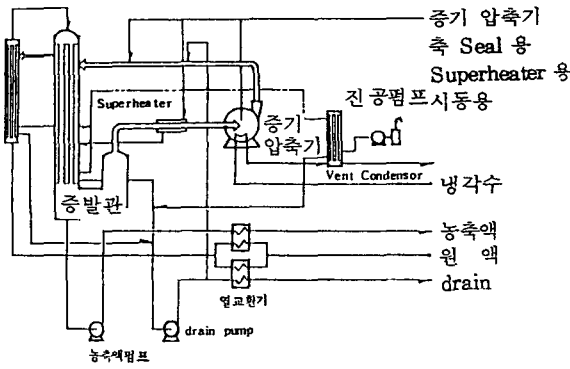 증기 압축기
축 Seal 용
Superheater 용
진공펌프 시동용
Superheater
증기
압축기
Vent Condensor
냉각수
증발관
농축액
원 액
drain
열교환기
drain pump
농축액펌프